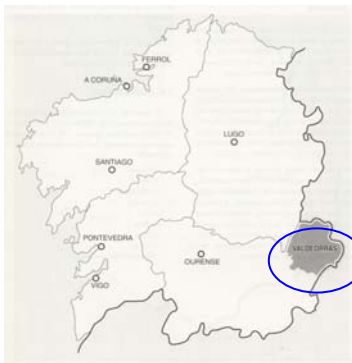 FERROL
A CORUÑA
LUGO
SANTIAGO
PONTEVEDRA
VALDEORRAS
OURENSE
VIGO